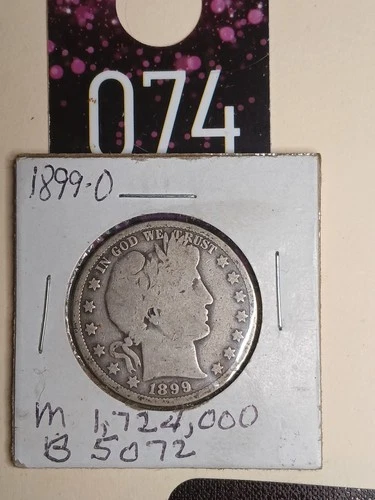 074
1899-O
IN GOD WE TRUST
1899
M 1,724,000
B 5072